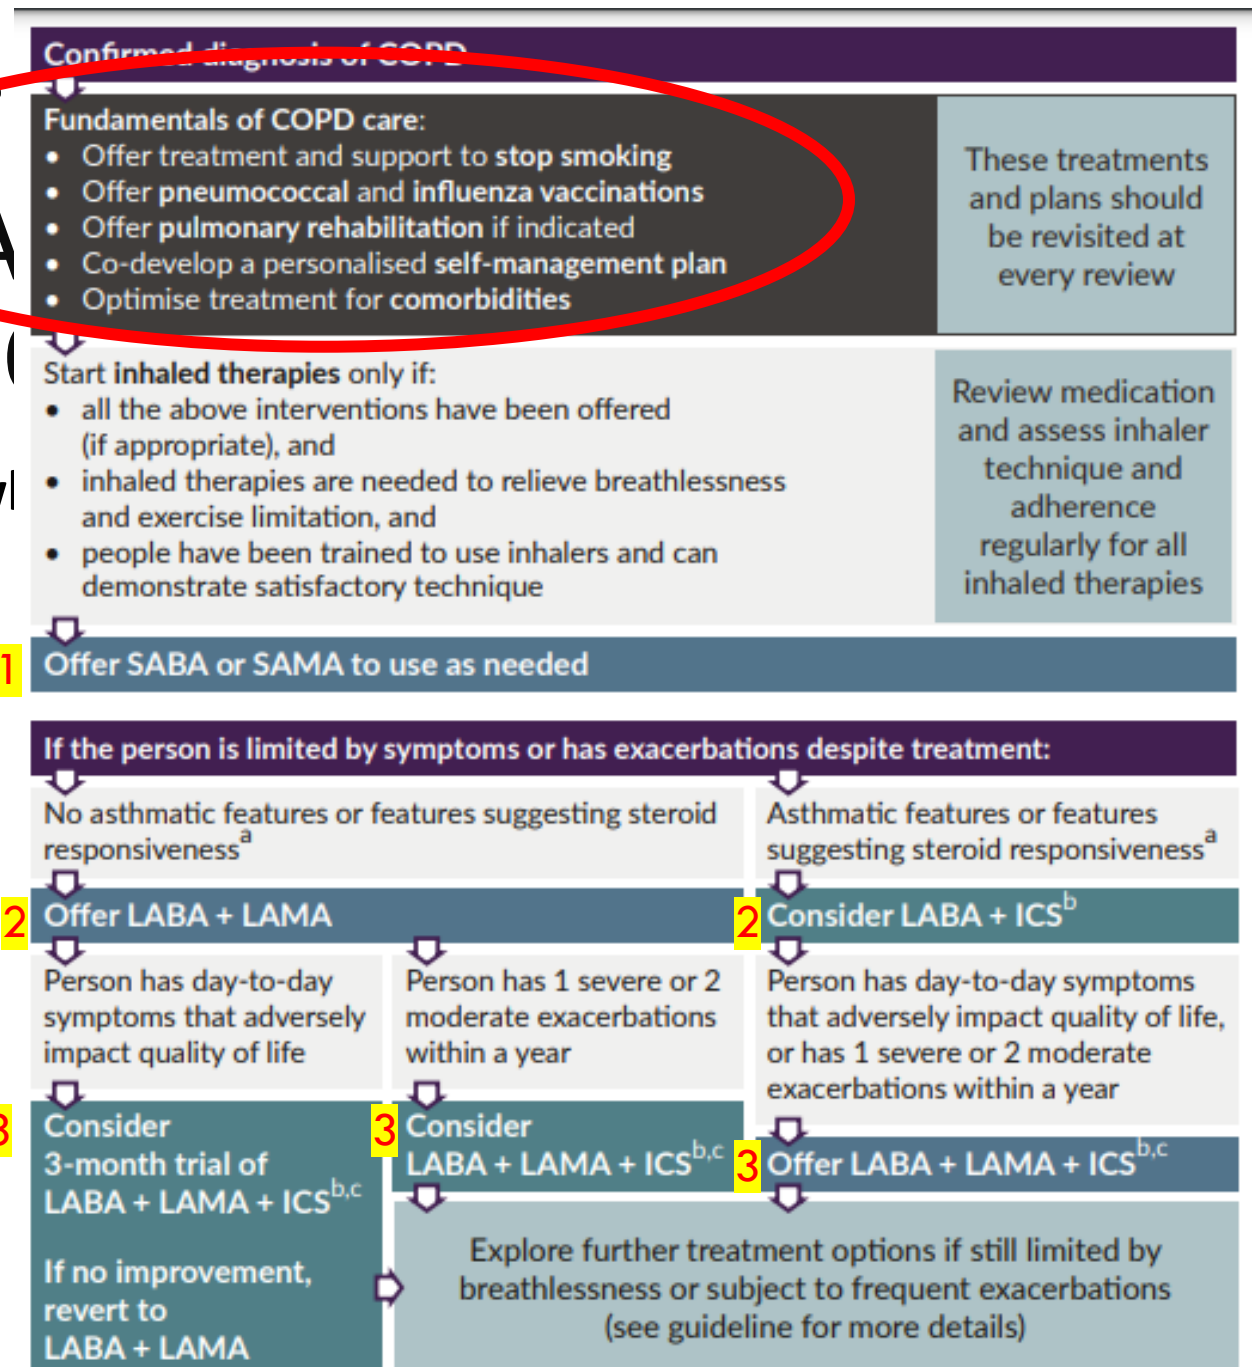 Confirmed diagnosis of COPD
Fundamentals of COPD care:
• Offer treatment and support to stop smoking
• Offer pneumococcal and influenza vaccinations
• Offer pulmonary rehabilitation if indicated
• Co-develop a personalised self-management plan
• Optimise treatment for comorbidities
These treatments
and plans should
be revisited at
every review
Start inhaled therapies only if:
• all the above interventions have been offered
(if appropriate), and
• inhaled therapies are needed to relieve breathlessness
and exercise limitation, and
• people have been trained to use inhalers and can
demonstrate satisfactory technique
Review medication
and assess inhaler
technique and
adherence
regularly for all
inhaled therapies
1 Offer SABA or SAMA to use as needed
If the person is limited by symptoms or has exacerbations despite treatment:
No asthmatic features or features suggesting steroid
responsiveness a
2 Offer LABA + LAMA
Person has day-to-day
symptoms that adversely
impact quality of life
3 Consider
3-month trial of
LABA + LAMA + ICS b,c
If no improvement,
revert to
LABA + LAMA
Person has 1 severe or 2
moderate exacerbations
within a year
3 Consider
LABA + LAMA + ICS b,c
Asthmatic features or features
suggesting steroid responsiveness a
2 Consider LABA + ICS b
Person has day-to-day symptoms
that adversely impact quality of life,
or has 1 severe or 2 moderate
exacerbations within a year
3 Offer LABA + LAMA + ICS b,c
Explore further treatment options if still limited by
breathlessness or subject to frequent exacerbations
(see guideline for more details)